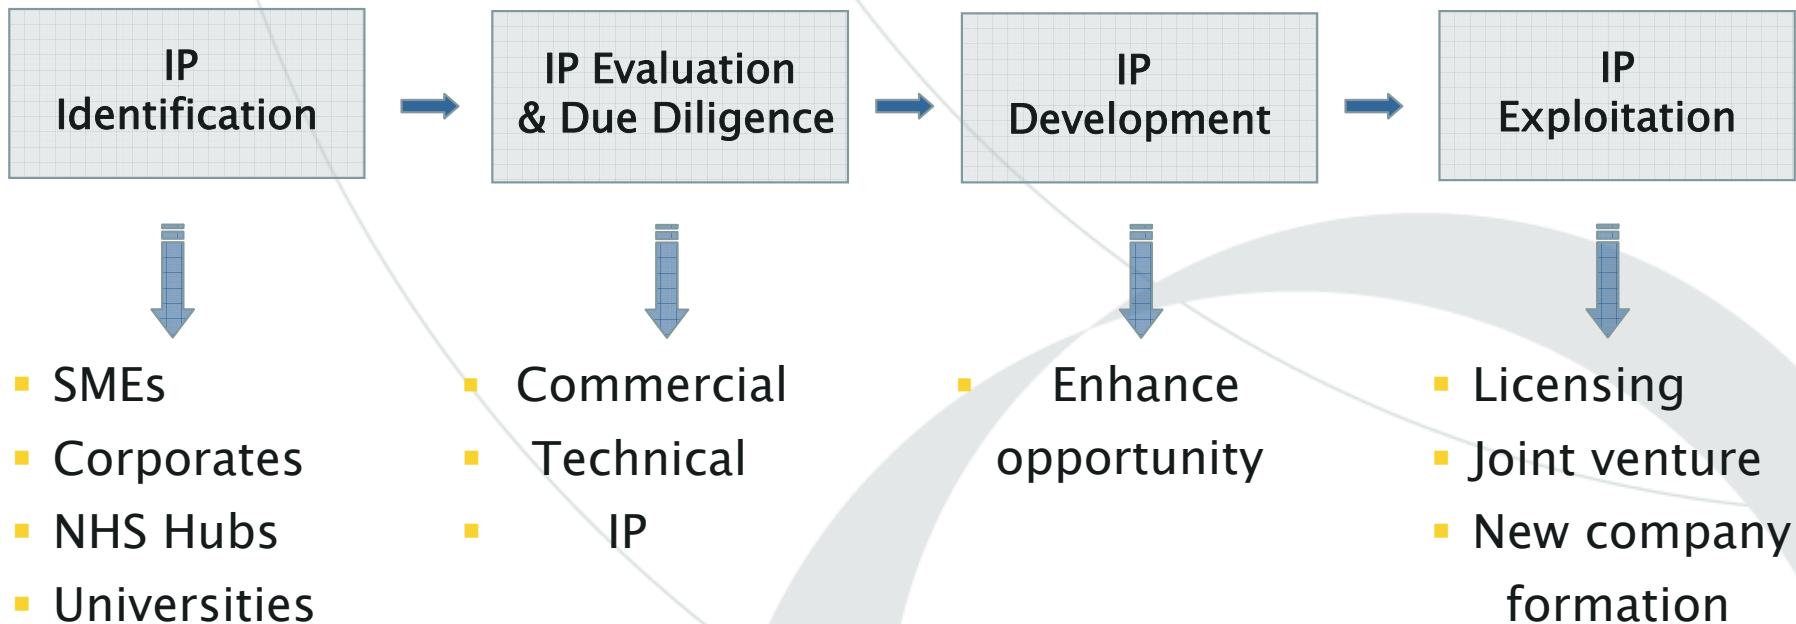 IP
Identification
IP Evaluation
& Due Diligence
IP
Development
IP
Exploitation
SMEs
Corporates
NHS Hubs
Universities
Commercial
Technical
IP
Enhance
opportunity
Licensing
Joint venture
New company
formation